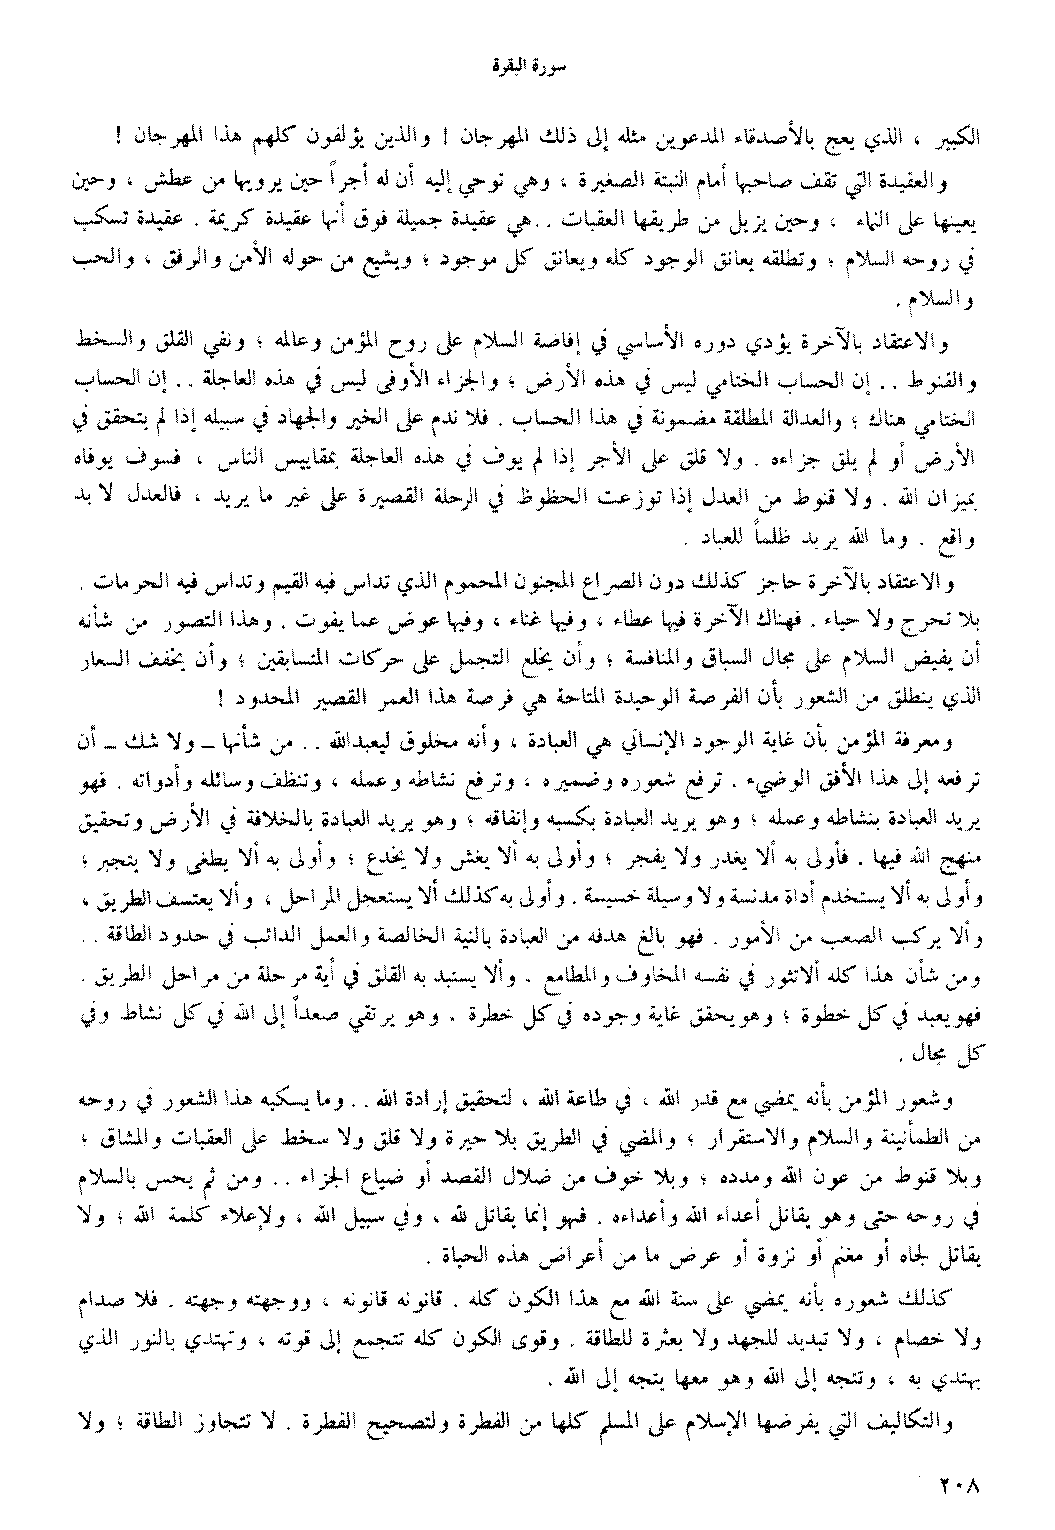 سورة البقرة
الكبير ، الذي يعج بالأصدقاء المدعوين مثله إلى ذلك المهرجان ! والذين يؤلفون كلهم هذا المهرجان !
والعقيدة التي تقف صاحبها أمام النبتة الصغيرة ، وهي توحي إليه أن له أجراً حين يرويها من عطش ، وحين
يعينها على النماء ، وحين يزيل من طريقها العقبات . . هي عقيدة جميلة فوق أنها عقيدة كريمة . عقيدة تسكب
في روحه السلام ؛ وتطلقه يعانق الوجود كله ويعانق كل موجود ؛ ويشيع من حوله الأمن والرفق ، والحب
والسلام .
والاعتقاد بالآخرة يؤدي دوره الأساسي في إفاضة السلام على روح المؤمن وعالمه ؛ ونفي القلق والسخط
والقنوط . . إن الحساب الختامي ليس في هذه الأرض ؛ والجزاء الأوفى ليس في هذه العاجلة . . إن الحساب
الختامي هناك ؛ والعدالة المطلقة مضمونة في هذا الحساب . فلا ندم على الخير والجهاد في سبيله إذا لم يتحقق في
الأرض أو لم يلق جزاءه . ولا قلق على الأجر إذا لم يوف في هذه العاجلة بمقاييس الناس ، فسوف يوفاه
بميزان الله . ولا قنوط من العدل إذا توزعت الحظوظ في الرحلة القصيرة على غير ما يريد ، فالعدل لا بد
واقع . وما الله يريد ظلماً للعباد .
والاعتقاد بالآخرة حاجز كذلك دون الصراع المجنون المحموم الذي تداس فيه القيم وتداس فيه الحرمات .
بلا تحرج ولا حياء . فهناك الآخرة فيها عطاء ، وفيها غناء ، وفيها عوض عما يفوت . وهذا التصور من شأنه
أن يفيض السلام على مجال السباق والمنافسة ؛ وأن يخلع التجمل على حركات المتسابقين ؛ وأن يخفف السعار
الذي ينطلق من الشعور بأن الفرصة الوحيدة المتاحة هي فرصة هذا العمر القصير المحدود !
ومعرفة المؤمن بأن غاية الوجود الإنساني هي العبادة ، وأنه مخلوق ليعبدالله . . من شأنها – ولا شك – أن
ترفعه إلى هذا الأفق الوضيء . ترفع شعوره وضميره ، وترفع نشاطه وعمله ، وتنظف وسائله وأدواته . فهو
يريد العبادة بنشاطه وعمله ؛ وهو يريد العبادة بكسبه وإنفاقه ؛ وهو يريد العبادة بالخلافة في الأرض وتحقيق
منهج الله فيها . فأولى به ألا يغدر ولا يفجر ؛ وأولى به ألا يغش ولا يخدع ؛ وأولى به ألا يطغى ولا يتجبر ؛
وأولى به ألا يستخدم أداة مدنسة ولا وسيلة خسيسة . وأولى به كذلك ألا يستعجل المراحل ، وألا يعتسف الطريق ،
وألا يركب الصعب من الأمور . فهو بالغ هدفه من العبادة بالنية الخالصة والعمل الدائب في حدود الطاقة . .
ومن شأن هذا كله ألا تثور في نفسه المخاوف والمطامع . وألا يستبد به القلق في أية مرحلة من مراحل الطريق .
فهو يعبد في كل خطوة ؛ وهو يحقق غاية وجوده في كل خطرة . وهو يرتقي صعداً إلى الله في كل نشاط وفي
كل مجال .
وشعور المؤمن بأنه يمضي مع قدر الله ، في طاعة الله ، لتحقيق إرادة الله . . وما يسكبه هذا الشعور في روحه
من الطمأنينة والسلام والاستقرار ؛ والمضي في الطريق بلا حيرة ولا قلق ولا سخط على العقبات والمشاق ؛
وبلا قنوط من عون الله ومدده ؛ وبلا خوف من ضلال القصد أو ضياع الجزاء . . ومن ثم يحس بالسلام
في روحه حتى وهو يقاتل أعداء الله وأعداءه . فهو إنما يقاتل لله ، وفي سبيل الله ، ولإعلاء كلمة الله ؛ ولا
يقاتل لجاه أو مغنم أو نزوة أو عرض ما من أعراض هذه الحياة .
كذلك شعوره بأنه يمضي على سنة الله مع هذا الكون كله . قانونه قانونه ، ووجهته وجهته . فلا صدام
ولا خصام ، ولا تبديد للجهد ولا بعثرة للطاقة . وقوى الكون كله تتجمع إلى قوته ، وتهتدي بالنور الذي
يهتدي به ، وتتجه إلى الله وهو معها يتجه إلى الله .
والتكاليف التي يفرضها الإسلام على المسلم كلها من الفطرة ولتصحيح الفطرة . لا تتجاوز الطاقة ؛ ولا
٢٠٨